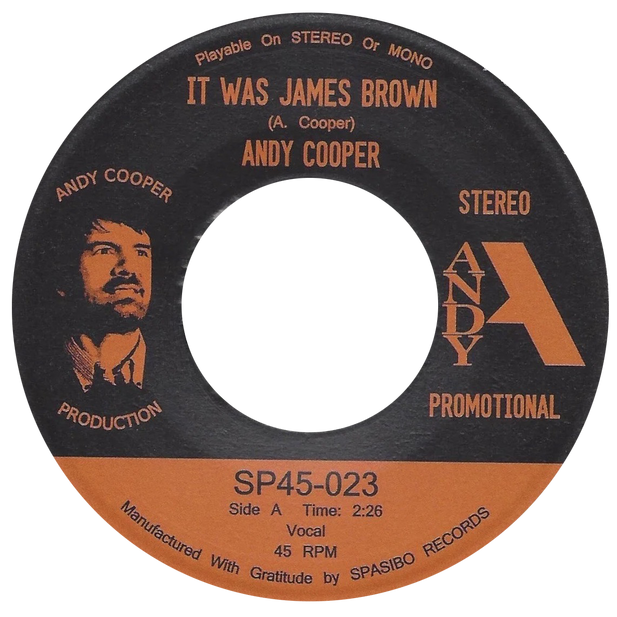 Playable On STEREO Or MONO
IT WAS JAMES BROWN
(A. Cooper)
ANDY COOPER
ANDY COOPER
PRODUCTION
STEREO
ANDY
A
PROMOTIONAL
SP45-023
Side A Time: 2:26
Vocal
45 RPM
Manufactured With Gratitude by SPASIBO RECORDS